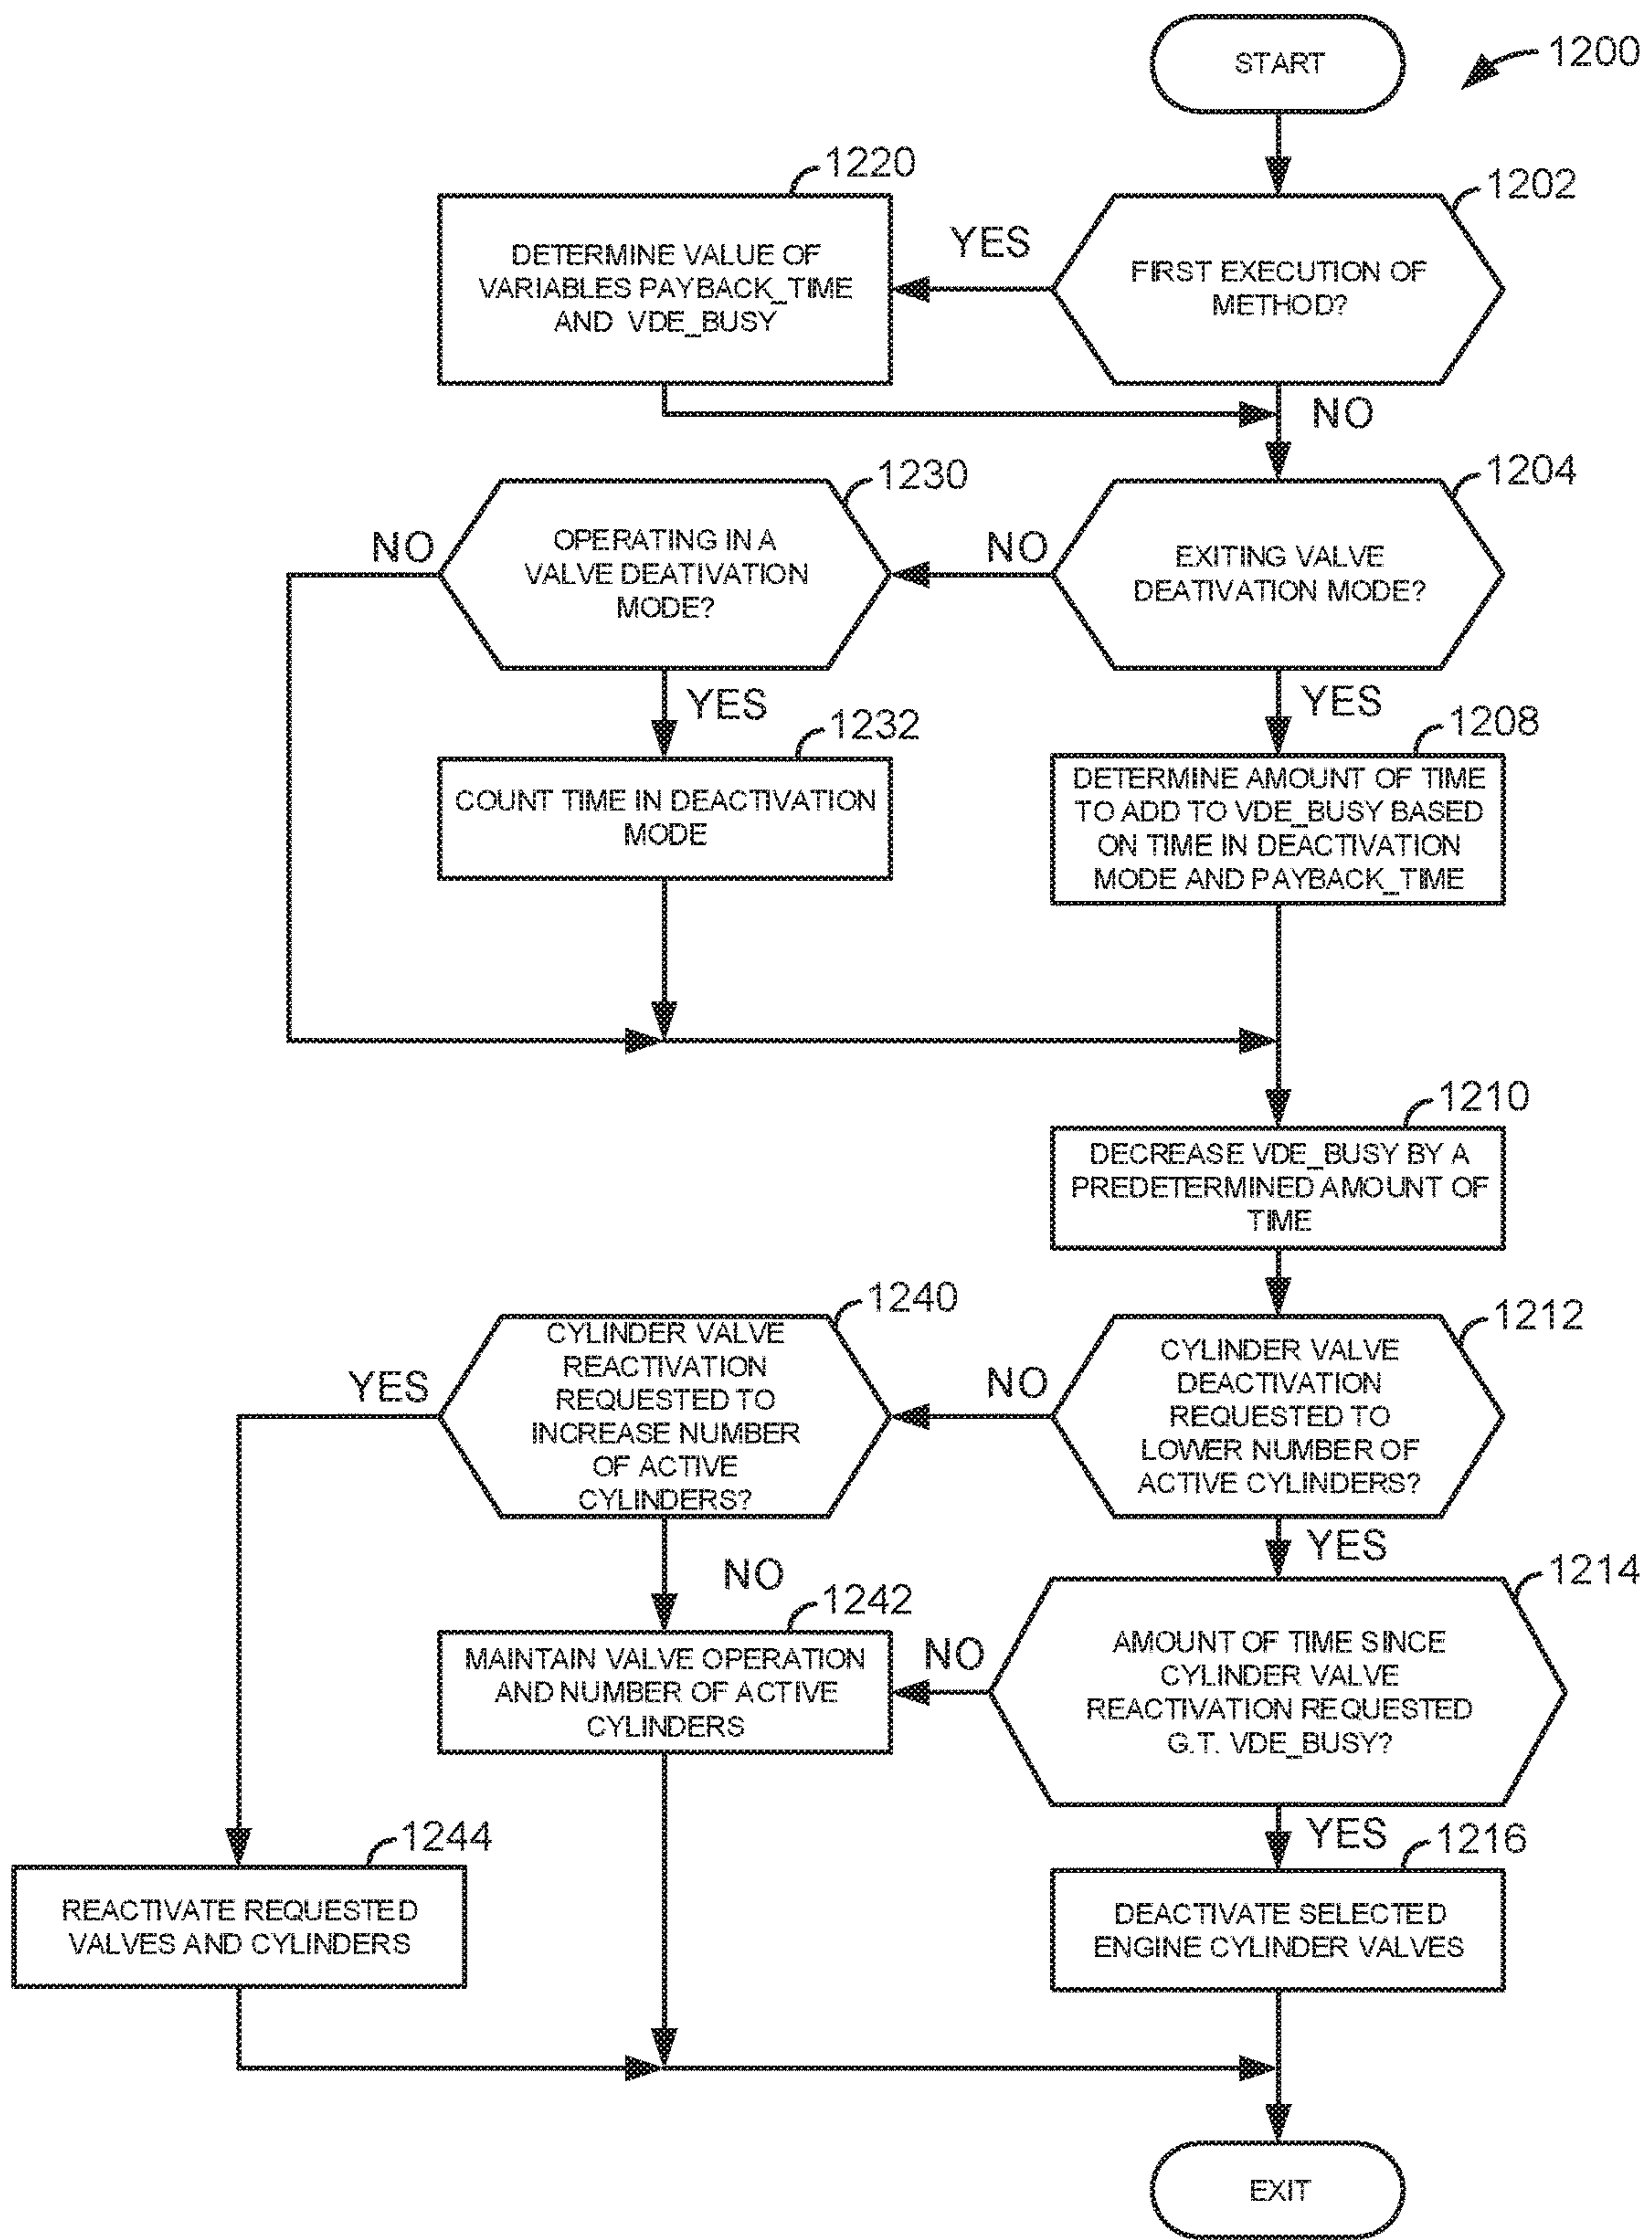 START
1200
1220
1202
YES
DETERMINE VALUE OF
VARIABLES PAYBACK_TIME
AND VDE_BUSY
FIRST EXECUTION OF
METHOD?
NO
1230
1204
NO
OPERATING IN A
VALVE DEATIVATION
MODE?
NO
EXITING VALVE
DEATIVATION MODE?
YES
YES
1232
1208
COUNT TIME IN DEACTIVATION
MODE
DETERMINE AMOUNT OF TIME
TO ADD TO VDE_BUSY BASED
ON TIME IN DEACTIVATION
MODE AND PAYBACK_TIME
1210
DECREASE VDE_BUSY BY A
PREDETERMINED AMOUNT OF
TIME
1240
1212
YES
CYLINDER VALVE
REACTIVATION
REQUESTED TO
INCREASE NUMBER
OF ACTIVE
CYLINDERS?
NO
CYLINDER VALVE
DEACTIVATION
REQUESTED TO
LOWER NUMBER OF
ACTIVE CYLINDERS?
YES
NO
1214
1242
MAINTAIN VALVE OPERATION
AND NUMBER OF ACTIVE
CYLINDERS
NO
AMOUNT OF TIME SINCE
CYLINDER VALVE
REACTIVATION REQUESTED
G.T. VDE_BUSY?
YES
1244
1216
REACTIVATE REQUESTED
VALVES AND CYLINDERS
DEACTIVATE SELECTED
ENGINE CYLINDER VALVES
EXIT